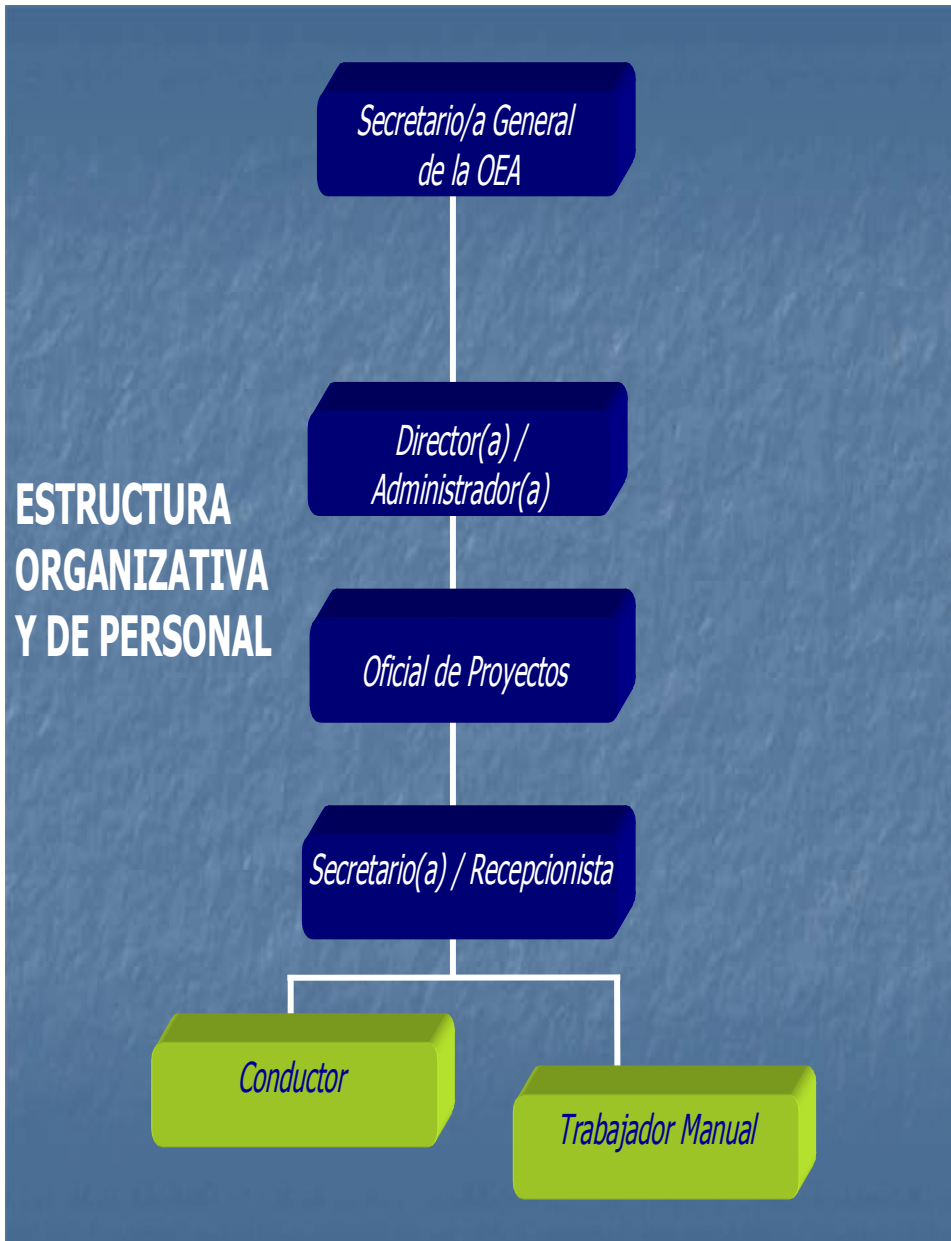 Secretario/a General
de la OEA
Director(a) /
Administrador(a)
ESTRUCTURA
ORGANIZATIVA
Y DE PERSONAL
Oficial de Proyectos
Secretario(a) / Recepcionista
Conductor
Trabajador Manual